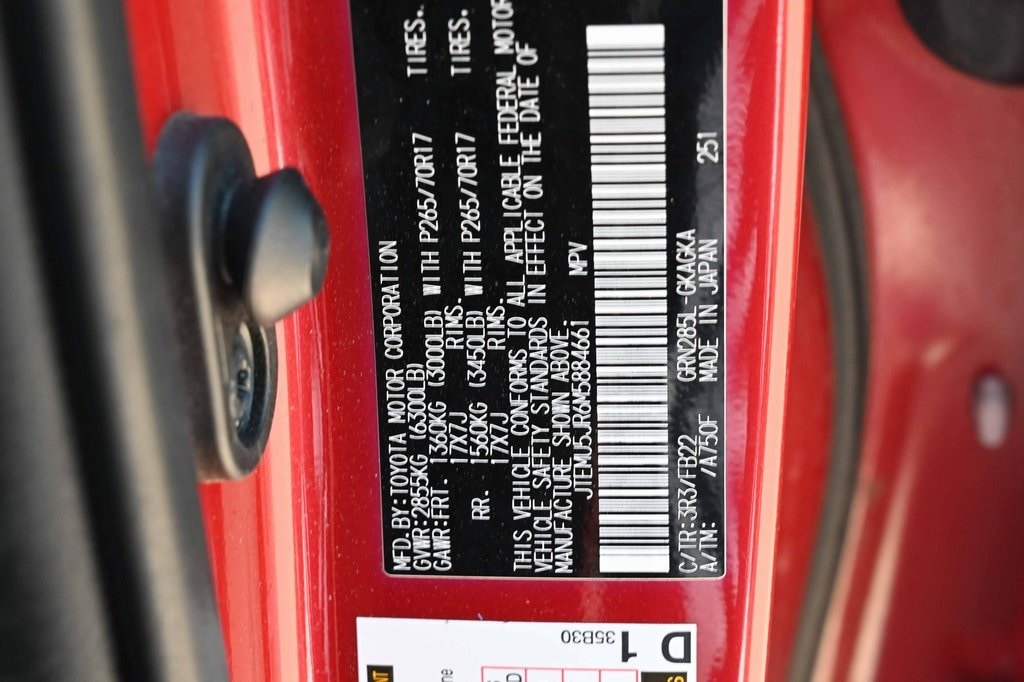 MFD.BY:TOYOTA MOTOR CORPORATION
GVWR:2855KG (6300LB)
GAWR:FRT. 1360KG (3000LB) WITH P265/70R17 TIRES.
17X7J RIMS.
RR. 1560KG (3450LB) WITH P265/70R17 TIRES.
17X7J RIMS.
THIS VEHICLE CONFORMS TO ALL APPLICABLE FEDERAL MOTOR
VEHICLE SAFETY STANDARDS IN EFFECT ON THE DATE OF
MANUFACTURE SHOWN ABOVE.
JTEMU5JR6M5884661 MPV
C/TR:3R3/FB22 GRN285L-GKAGKA 251
A/TM: /A750F MADE IN JAPAN
D 1
35B30